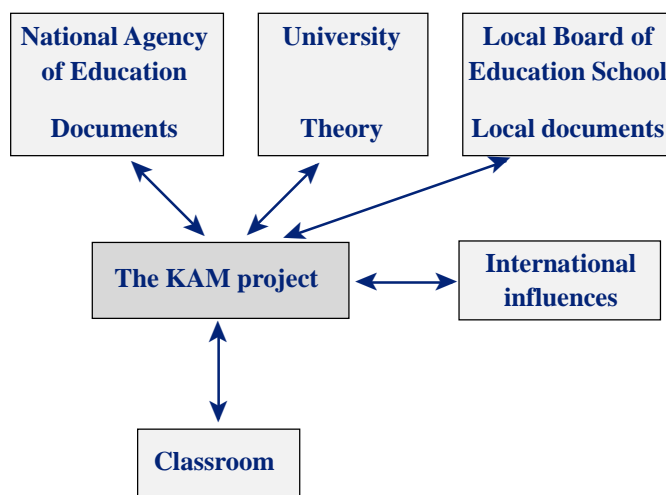 National Agency
of Education
Documents
University
Theory
Local Board of
Education School
Local documents
The KAM project
International
influences
Classroom